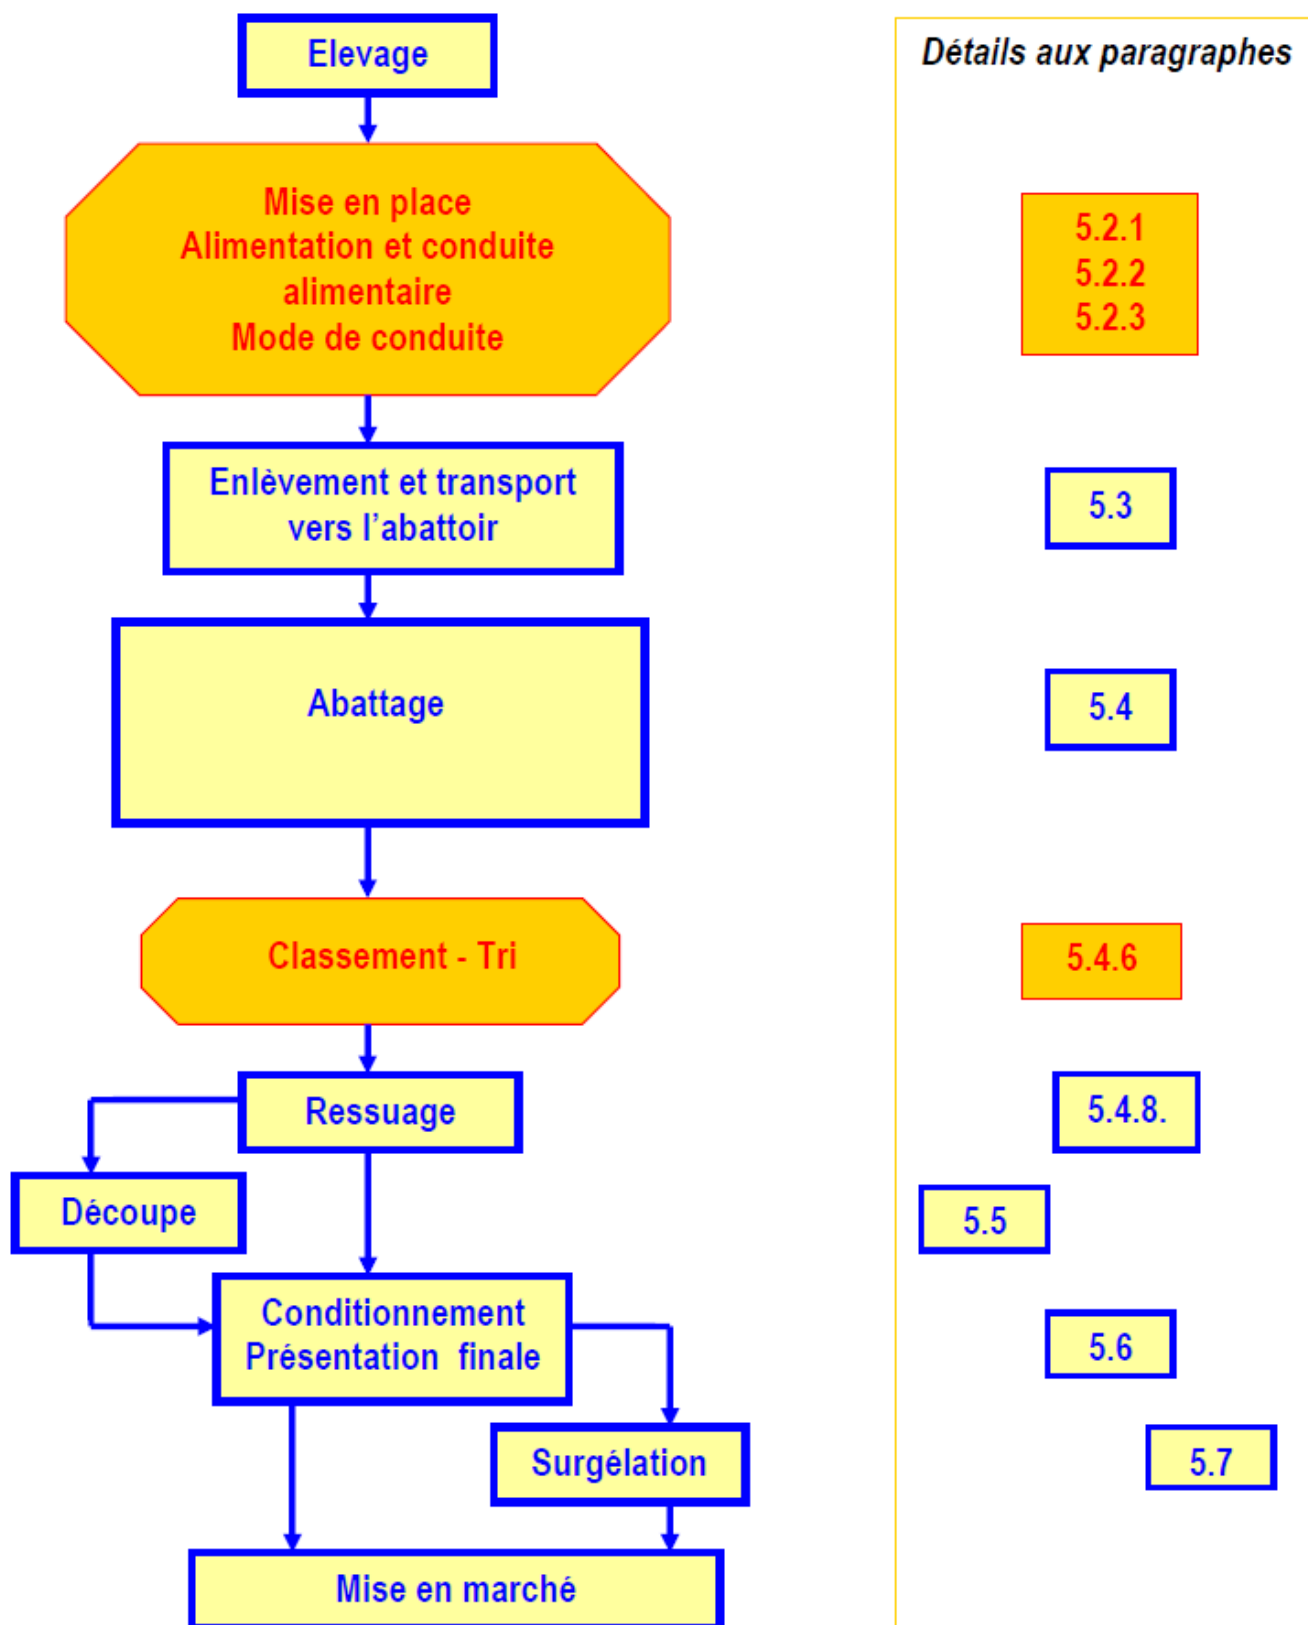 Elevage
Détails aux paragraphes
Mise en place
Alimentation et conduite
alimentaire
Mode de conduite
5.2.1
5.2.2
5.2.3
Enlèvement et transport
vers l'abattoir
5.3
Abattage
5.4
Classement - Tri
5.4.6
Ressuage
5.4.8.
Découpe
5.5
Conditionnement
Présentation finale
5.6
Surgélation
5.7
Mise en marché